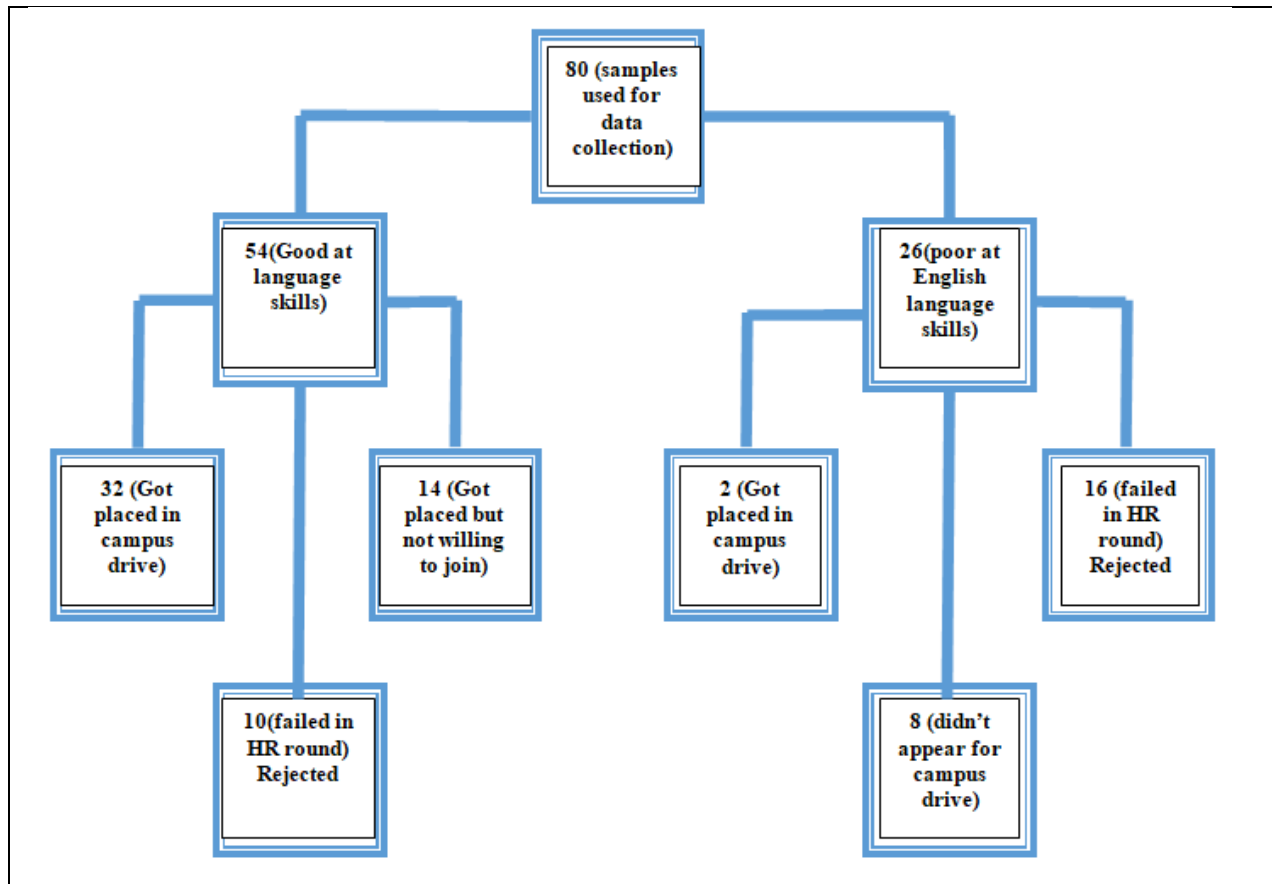 80 (samples
used for
data
collection)
54(Good at
language
skills)
26(poor at
English
language
skills)
32 (Got
placed in
campus
drive)
14 (Got
placed but
not willing
to join)
2 (Got
placed in
campus
drive)
16 (failed
in HR
round)
Rejected
10(failed in
HR round)
Rejected
8 (didn’t
appear for
campus
drive)